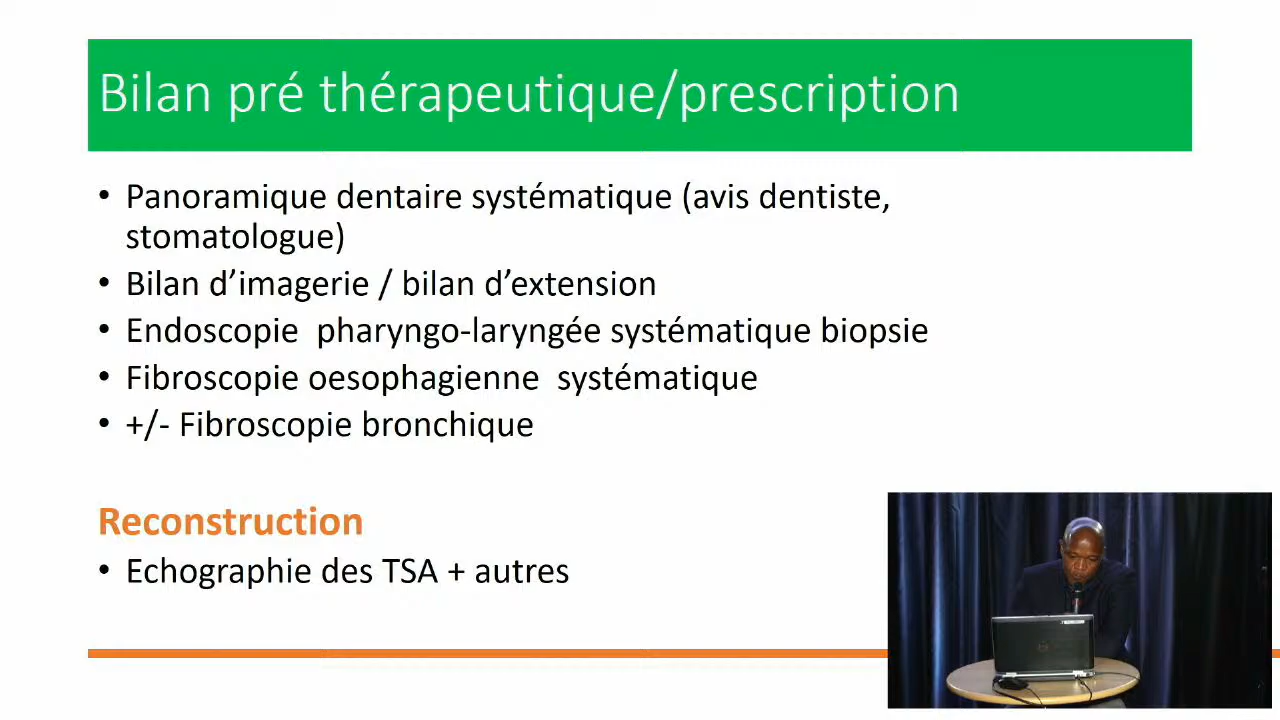 Bilan pré thérapeutique/prescription
• Panoramique dentaire systématique (avis dentiste,
stomatologue)
• Bilan d’imagerie / bilan d’extension
• Endoscopie  pharyngo-laryngée systématique biopsie
• Fibroscopie oesophagienne  systématique
• +/- Fibroscopie bronchique
Reconstruction
• Echographie des TSA + autres